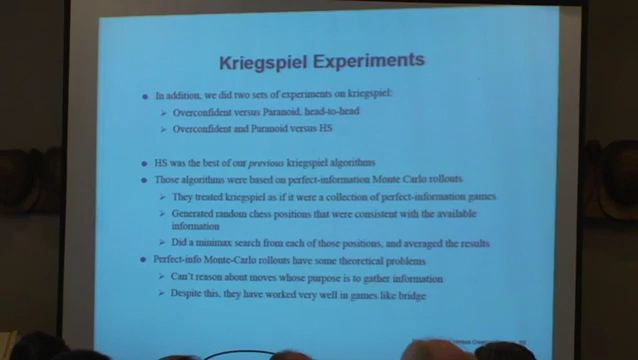 Kriegspiel Experiments
● In addition, we did two sets of experiments on kriegspiel:
➢ Overconfident versus Paranoid, head-to-head
➢ Overconfident and Paranoid versus HS
● HS was the best of our previous kriegspiel algorithms
● Those algorithms were based on perfect-information Monte Carlo rollouts
➢ They treated kriegspiel as if it were a collection of perfect-information games
➢ Generated random chess positions that were consistent with the available
information
➢ Did a minimax search from each of those positions, and averaged the results
● Perfect-info Monte-Carlo rollouts have some theoretical problems
➢ Can't reason about moves whose purpose is to gather information
➢ Despite this, they have worked very well in games like bridge